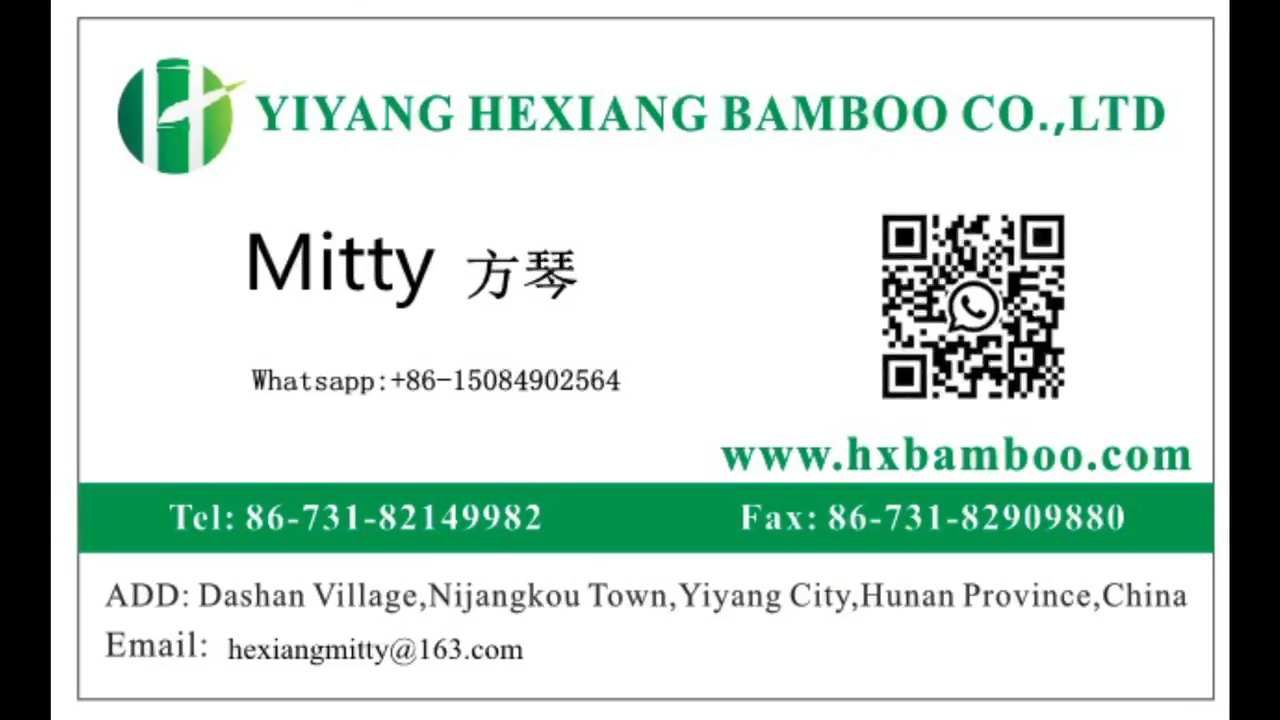 YIYANG HEXIANG BAMBOO CO.,LTD
Mitty 方琴
Whatsapp:+86-15084902564
www.hxbamboo.com
Tel: 86-731-82149982 Fax: 86-731-82909880
ADD: Dashan Village,Nijangkou Town,Yiyang City,Hunan Province,China
Email: hexiangmitty@163.com